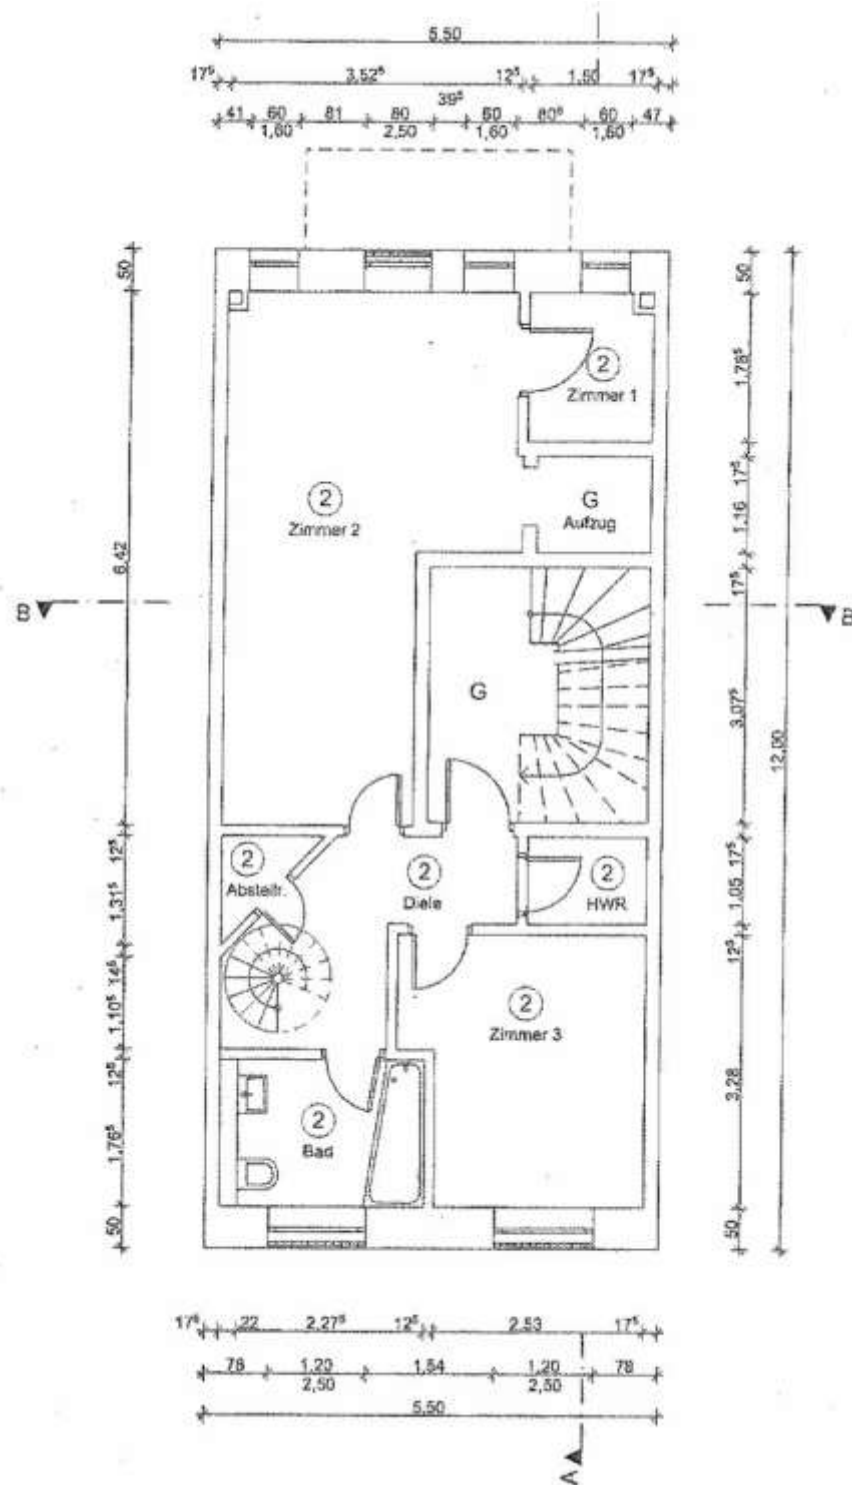 5,50
17⁵ 3,52⁵ 12⁵ 1,50 17⁵
39⁵
41 60 81 80 60 80⁵ 60 47
1,60 2,50 1,60 1,60
50
50
2
Zimmer 1
1,78⁵
17⁵
G
Aufzug
1,16
2
Zimmer 2
6,42
17⁵
B
B
G
3,07⁵
12,00
12⁵
17⁵
2
Abstellr.
2
Diele
2
HWR
1,31⁵
1,05
12⁵
14⁵
2
Zimmer 3
1,10⁵
12⁵
3,28
2
Bad
1,76⁵
50
50
17⁵ 22 2,27⁵ 12⁵ 2,53 17⁵
78 1,20 1,54 1,20 78
2,50 2,50
5,50
A